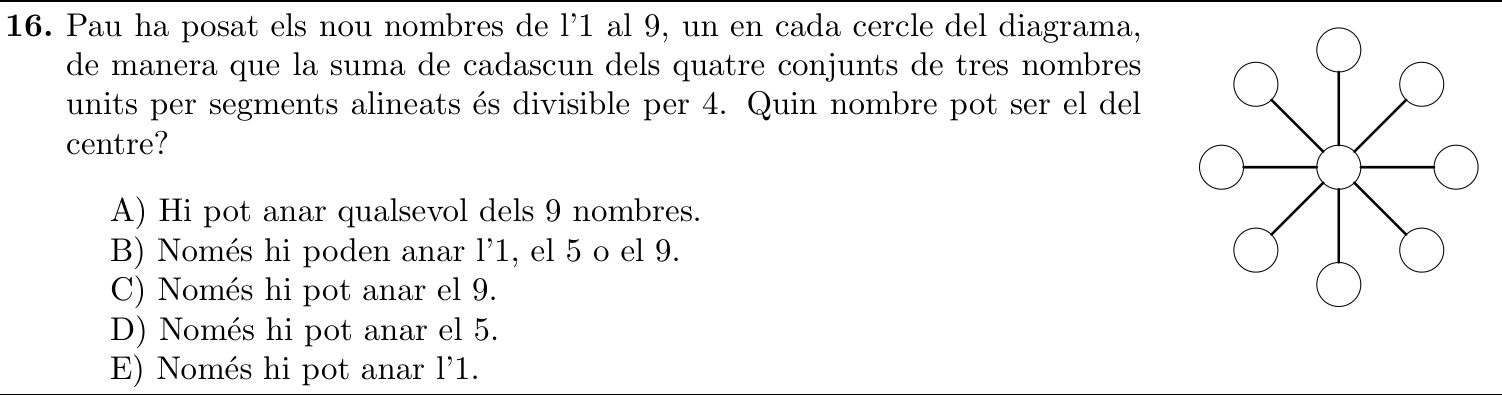 16. Pau ha posat els nou nombres de l’1 al 9, un en cada cercle del diagrama,
de manera que la suma de cadascun dels quatre conjunts de tres nombres
units per segments alineats és divisible per 4. Quin nombre pot ser el del
centre?
A) Hi pot anar qualsevol dels 9 nombres.
B) Només hi poden anar l’1, el 5 o el 9.
C) Només hi pot anar el 9.
D) Només hi pot anar el 5.
E) Només hi pot anar l’1.